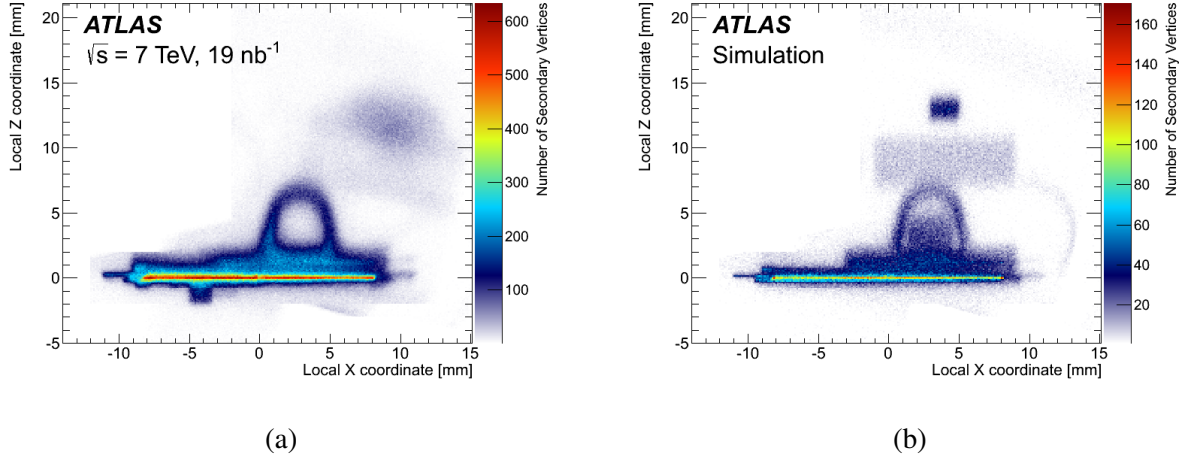 Local Z coordinate [mm]
20
15
10
5
0
-5
ATLAS
√s = 7 TeV, 19 nb-1
-10 -5 0 5 10 15
Local X coordinate [mm]
600
500
400
300
200
100
Number of Secondary Vertices
(a)
Local Z coordinate [mm]
20
15
10
5
0
-5
ATLAS
Simulation
-10 -5 0 5 10 15
Local X coordinate [mm]
160
140
120
100
80
60
40
20
Number of Secondary Vertices
(b)